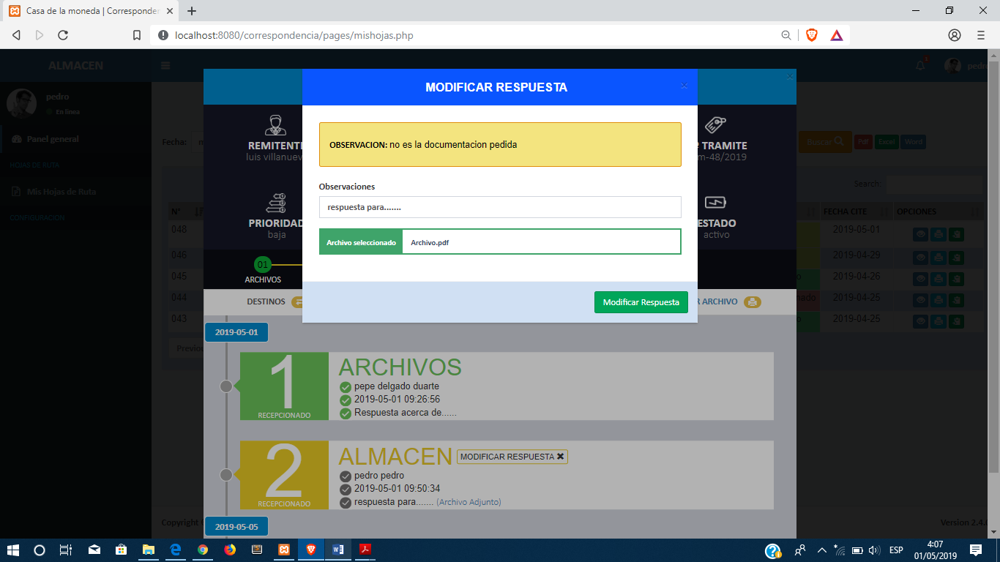 Casa de la moneda | Corresponden
localhost:8080/correspondencia/pages/mishojas.php
ALMACEN
pedro
pedro
En linea
Panel general
HOJAS DE RUTA
Mis Hojas de Ruta
CONFIGURACION
Fecha:
Buscar
Pdf
Excel
Word
Search:
N°
FECHA CITE
OPCIONES
048
2019-05-01
046
2019-04-29
045
2019-04-26
044
2019-04-25
043
2019-04-25
Previou
MODIFICAR RESPUESTA
×
OBSERVACION: no es la documentacion pedida
Observaciones
respuesta para.......
Archivo seleccionado
Archivo.pdf
Modificar Respuesta
REMITENTE
luis villanuev
TRAMITE
m-48/2019
PRIORIDAD
baja
ESTADO
activo
01
ARCHIVOS
DESTINOS
R ARCHIVO
2019-05-01
1
RECEPCIONADO
ARCHIVOS
pepe delgado duarte
2019-05-01 09:26:56
Respuesta acerca de......
2
RECEPCIONADO
ALMACEN
MODIFICAR RESPUESTA ✖
pedro pedro
2019-05-01 09:50:34
respuesta para....... (Archivo Adjunto)
2019-05-05
Copyright
Version 2.4.
ESP
4:07
01/05/2019